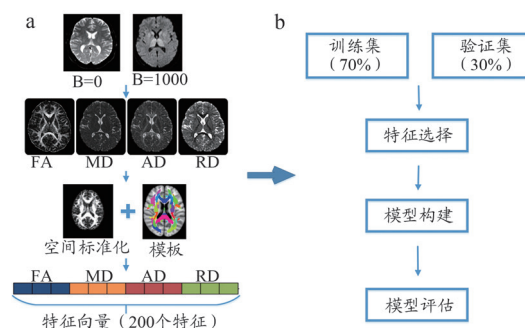 a
B=0 B=1000
FA MD AD RD
空间标准化 模板
FA MD AD RD
特征向量（200个特征）
b
训练集
（70%）
验证集
（30%）
特征选择
模型构建
模型评估